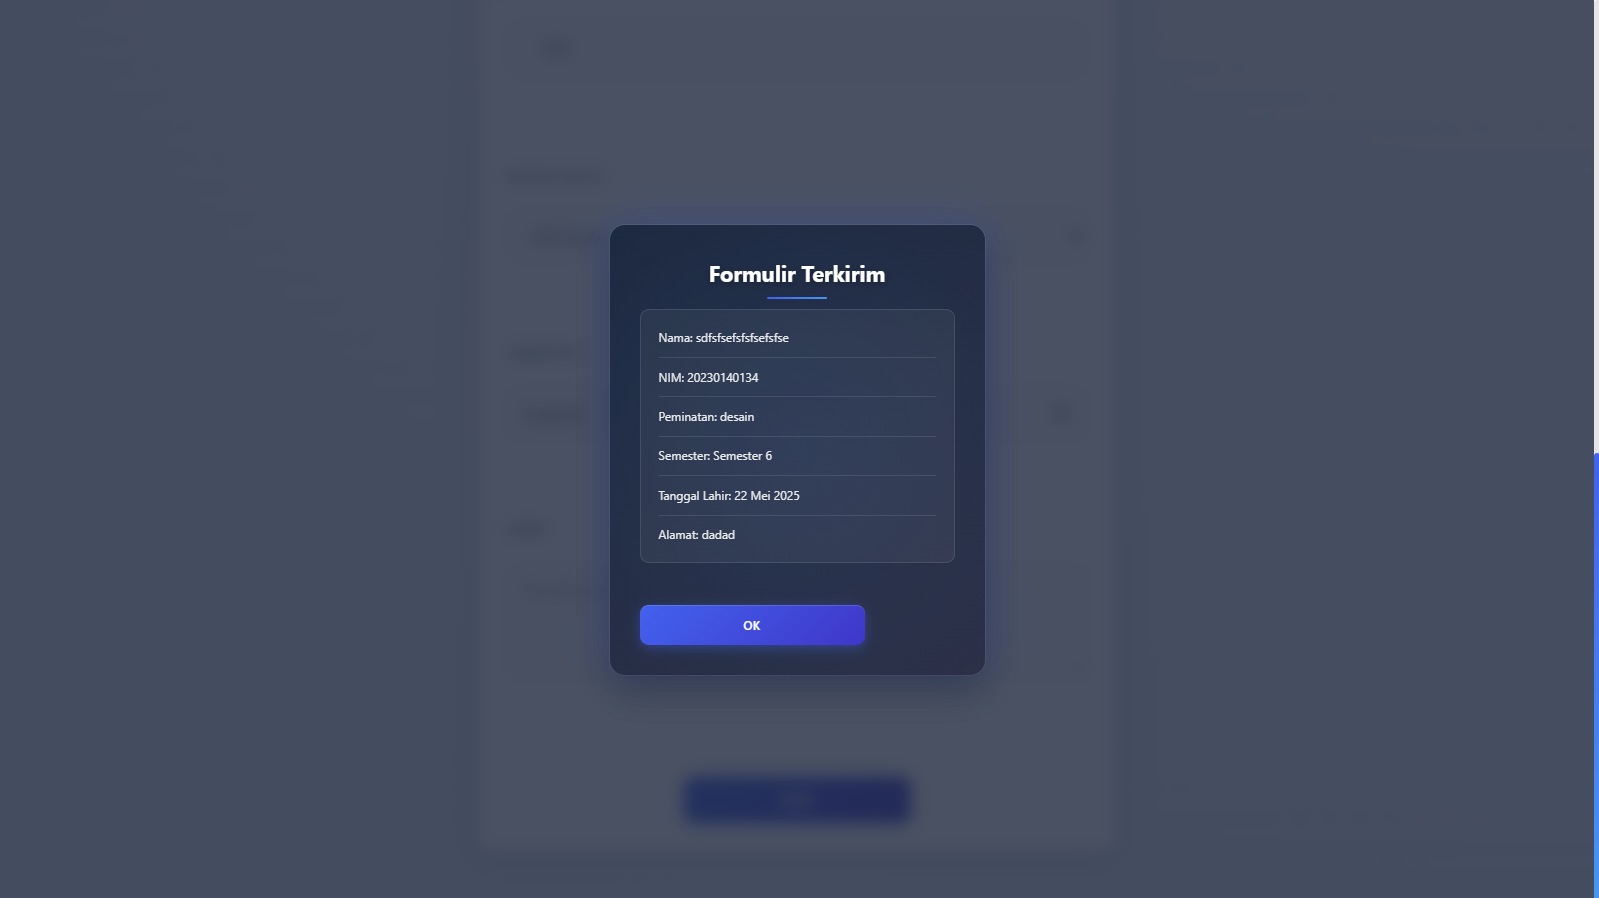 Formulir Terkirim
Nama: sdfsfsefsfsfsefsfse
NIM: 20230140134
Peminatan: desain
Semester: Semester 6
Tanggal Lahir: 22 Mei 2025
Alamat: dadad
OK